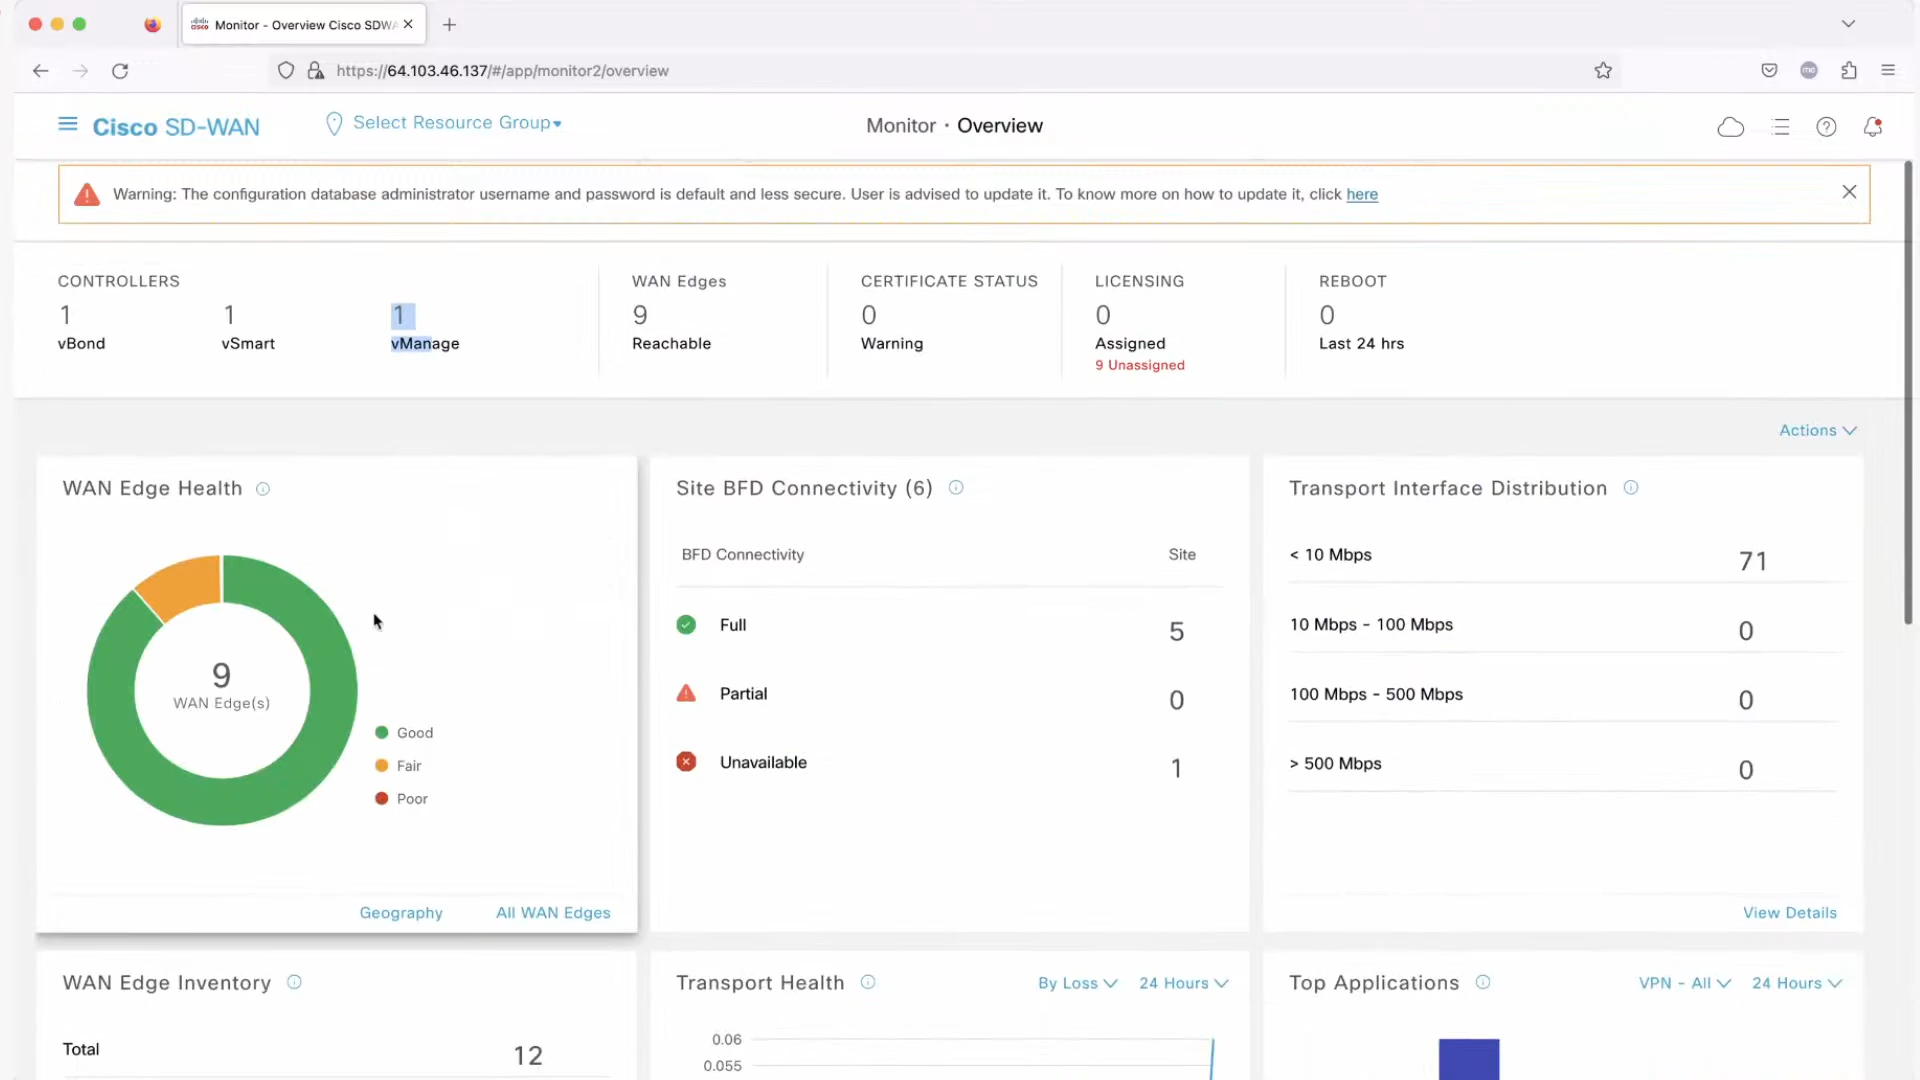 Monitor - Overview Cisco SDWA
https://64.103.46.137/#/app/monitor2/overview
Cisco SD-WAN
Select Resource Group
Monitor · Overview
Warning: The configuration database administrator username and password is default and less secure. User is advised to update it. To know more on how to update it, click here
CONTROLLERS
1
vBond
1
vSmart
1
vManage
WAN Edges
9
Reachable
CERTIFICATE STATUS
0
Warning
LICENSING
0
Assigned
9 Unassigned
REBOOT
0
Last 24 hrs
Actions
WAN Edge Health
9
WAN Edge(s)
Good
Fair
Poor
Geography
All WAN Edges
Site BFD Connectivity (6)
BFD Connectivity Site
Full 5
Partial 0
Unavailable 1
Transport Interface Distribution
< 10 Mbps 71
10 Mbps - 100 Mbps 0
100 Mbps - 500 Mbps 0
> 500 Mbps 0
View Details
WAN Edge Inventory
Total 12
Transport Health
By Loss
24 Hours
0.06
0.055
Top Applications
VPN - All
24 Hours